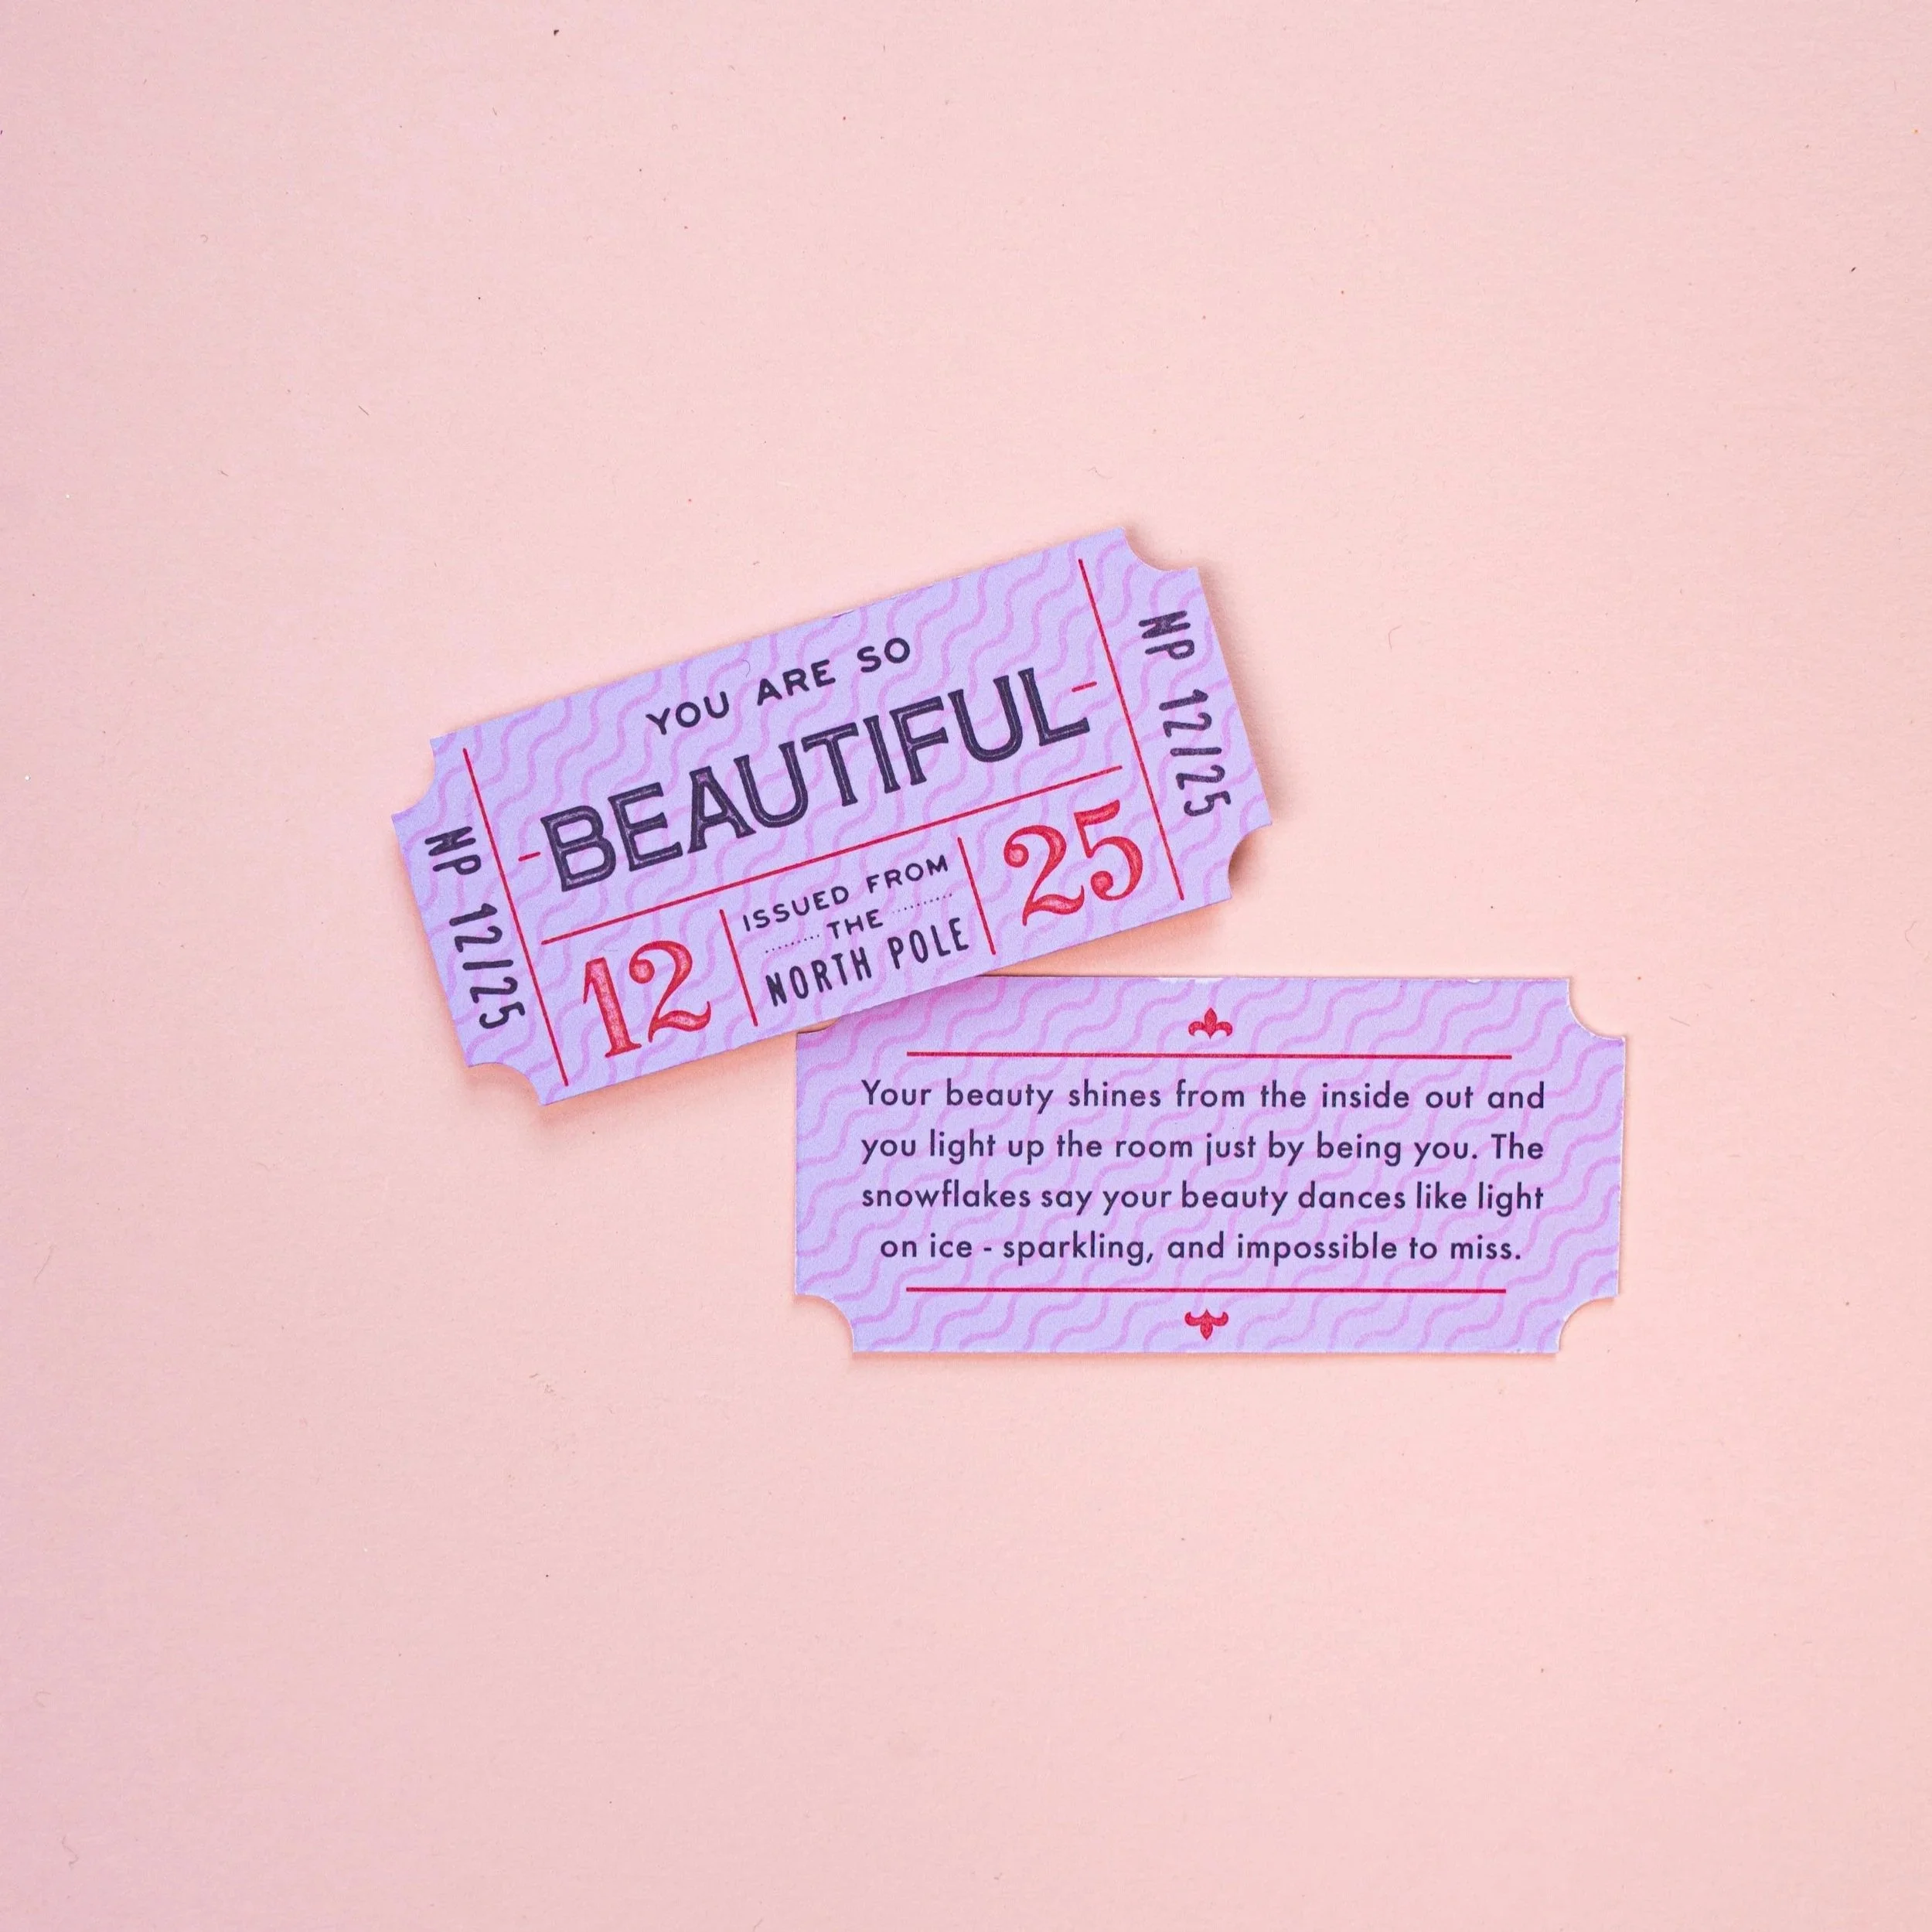 YOU ARE SO
BEAUTIFUL
NP 12/25
12
ISSUED FROM
THE
NORTH POLE
25
NP 12/25
Your beauty shines from the inside out and
you light up the room just by being you. The
snowflakes say your beauty dances like light
on ice - sparkling, and impossible to miss.